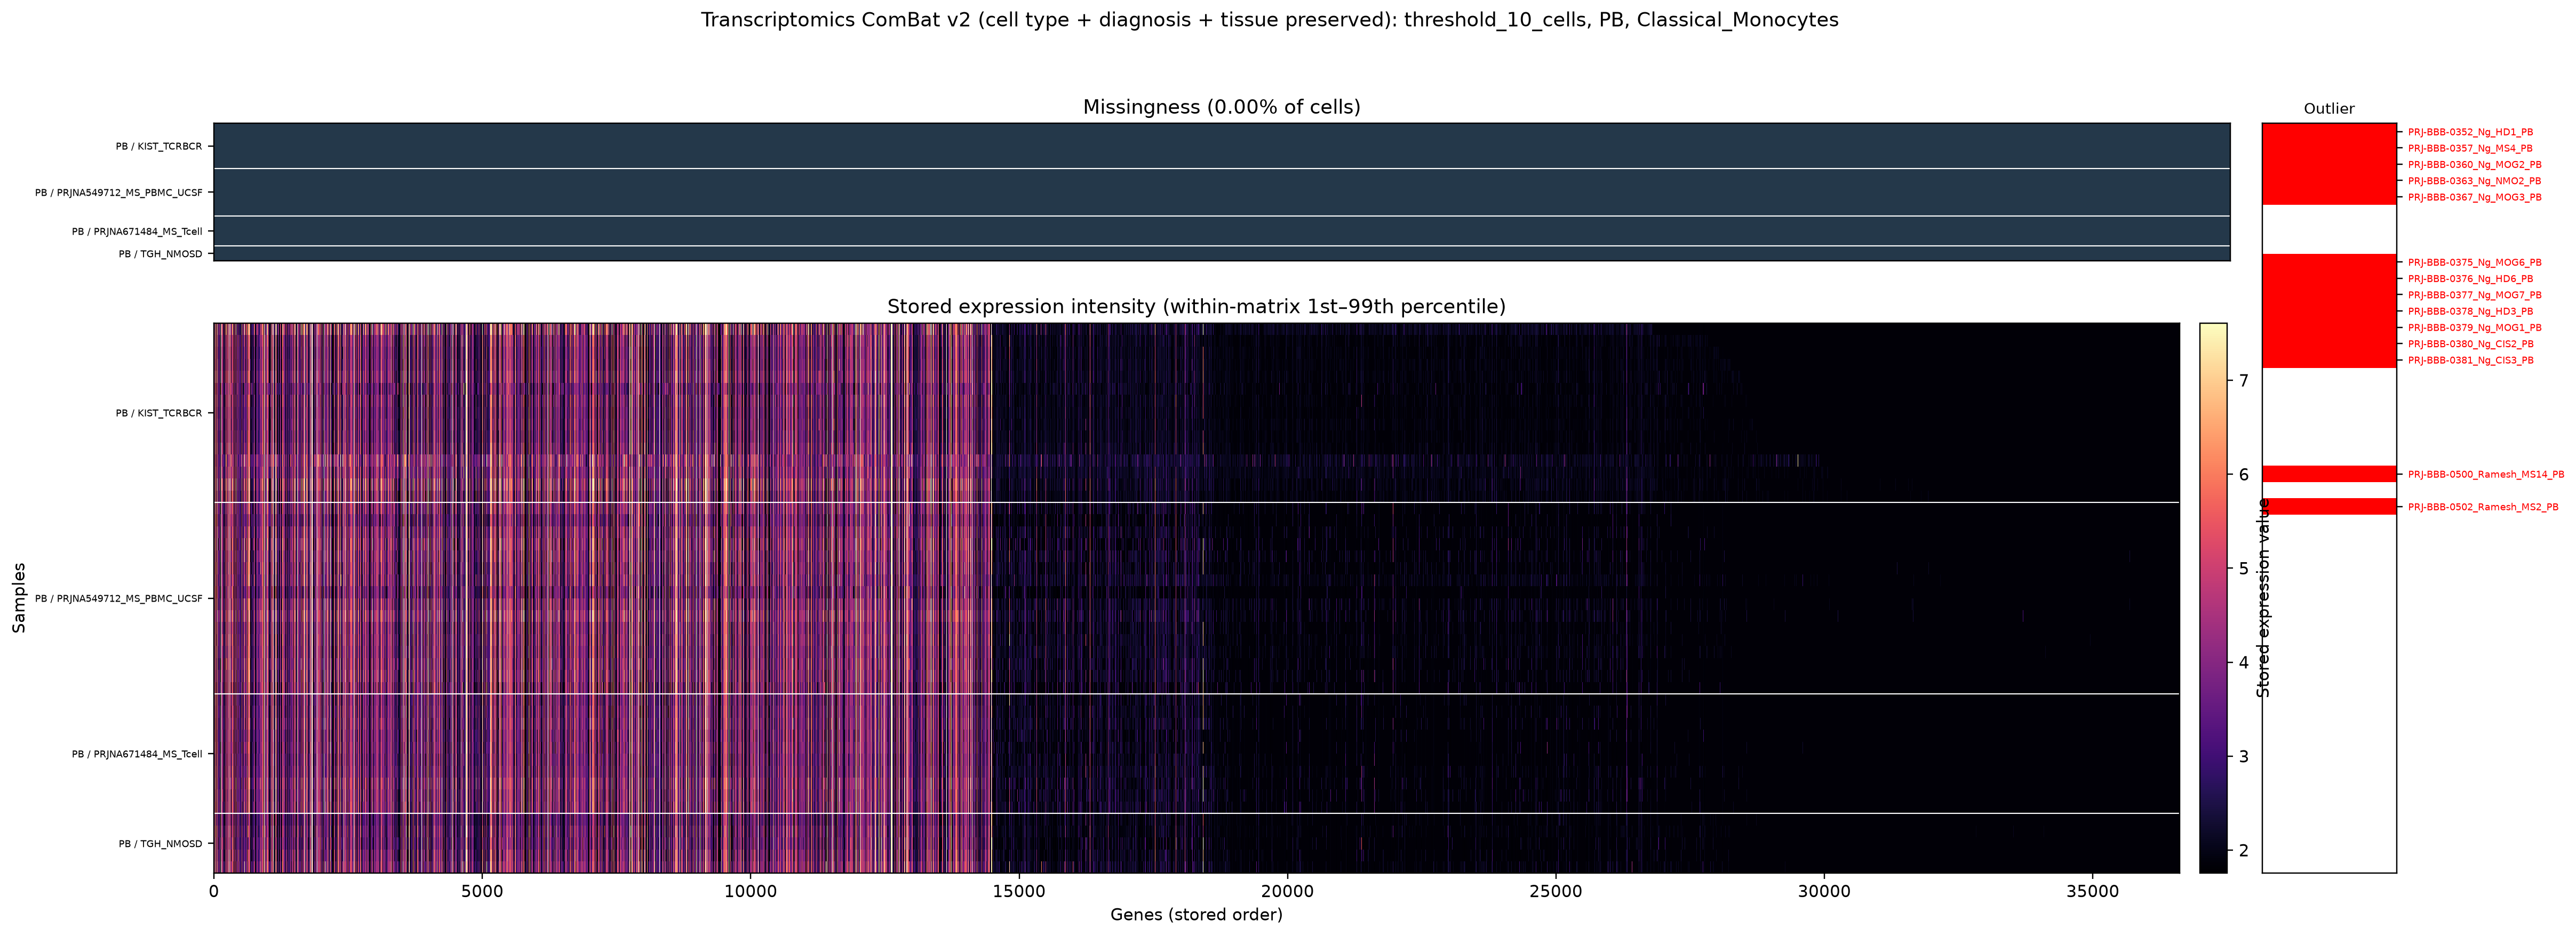 Transcriptomics ComBat v2 (cell type + diagnosis + tissue preserved): threshold_10_cells, PB, Classical_Monocytes
Missingness (0.00% of cells)
PB / KIST_TCRBCR
PB / PRJNA549712_MS_PBMC_UCSF
PB / PRJNA671484_MS_Tcell
PB / TGH_NMOSD
Outlier
PRJ-BBB-0352_Ng_HD1_PB
PRJ-BBB-0357_Ng_MS4_PB
PRJ-BBB-0360_Ng_MOG2_PB
PRJ-BBB-0363_Ng_NMO2_PB
PRJ-BBB-0367_Ng_MOG3_PB
PRJ-BBB-0375_Ng_MOG6_PB
PRJ-BBB-0376_Ng_HD6_PB
PRJ-BBB-0377_Ng_MOG7_PB
PRJ-BBB-0378_Ng_HD3_PB
PRJ-BBB-0379_Ng_MOG1_PB
PRJ-BBB-0380_Ng_CIS2_PB
PRJ-BBB-0381_Ng_CIS3_PB
PRJ-BBB-0500_Ramesh_MS14_PB
PRJ-BBB-0502_Ramesh_MS2_PB
Stored expression intensity (within-matrix 1st–99th percentile)
Samples
PB / KIST_TCRBCR
PB / PRJNA549712_MS_PBMC_UCSF
PB / PRJNA671484_MS_Tcell
PB / TGH_NMOSD
0 5000 10000 15000 20000 25000 30000 35000
Genes (stored order)
7
6
5
4
3
2
Stored expression value